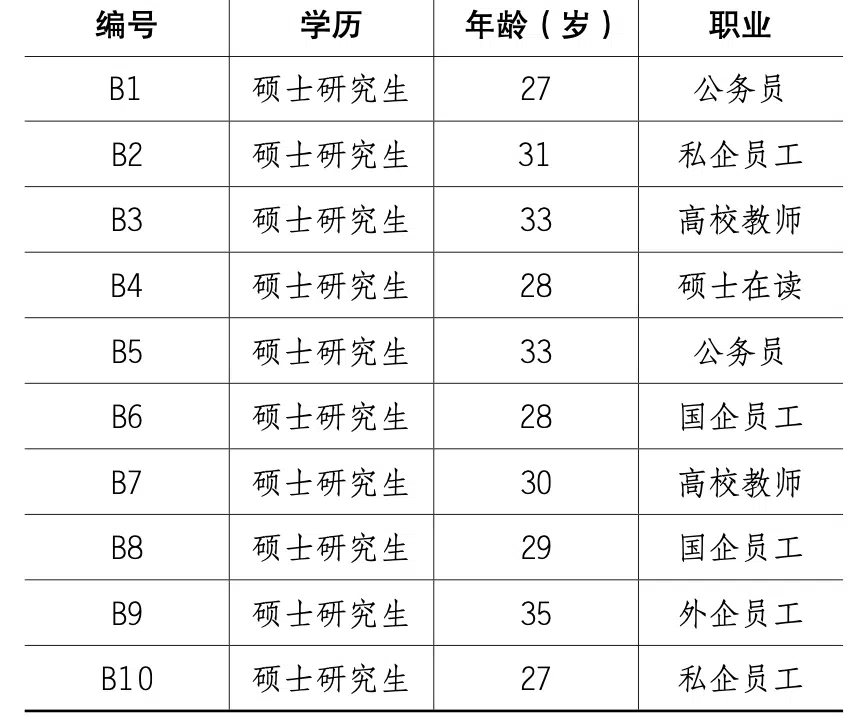 编号 学历 年龄（岁） 职业
B1 硕士研究生 27 公务员
B2 硕士研究生 31 私企员工
B3 硕士研究生 33 高校教师
B4 硕士研究生 28 硕士在读
B5 硕士研究生 33 公务员
B6 硕士研究生 28 国企员工
B7 硕士研究生 30 高校教师
B8 硕士研究生 29 国企员工
B9 硕士研究生 35 外企员工
B10 硕士研究生 27 私企员工